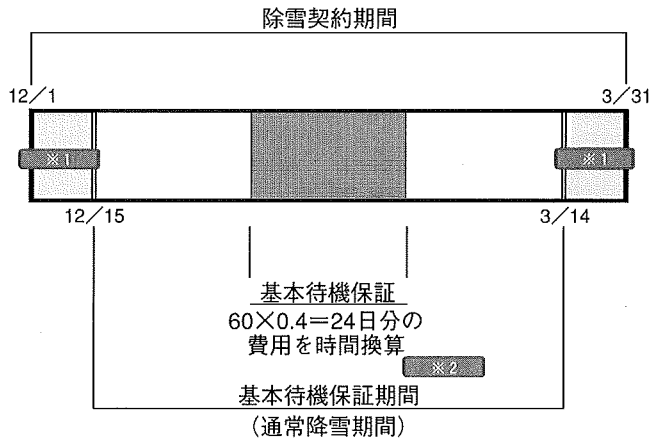 除雪契約期間
12／1
3／31
※1
※1
12／15
3／14
基本待機保証
60×0.4＝24日分の
費用を時間換算
※2
基本待機保証期間
（通常降雪期間）